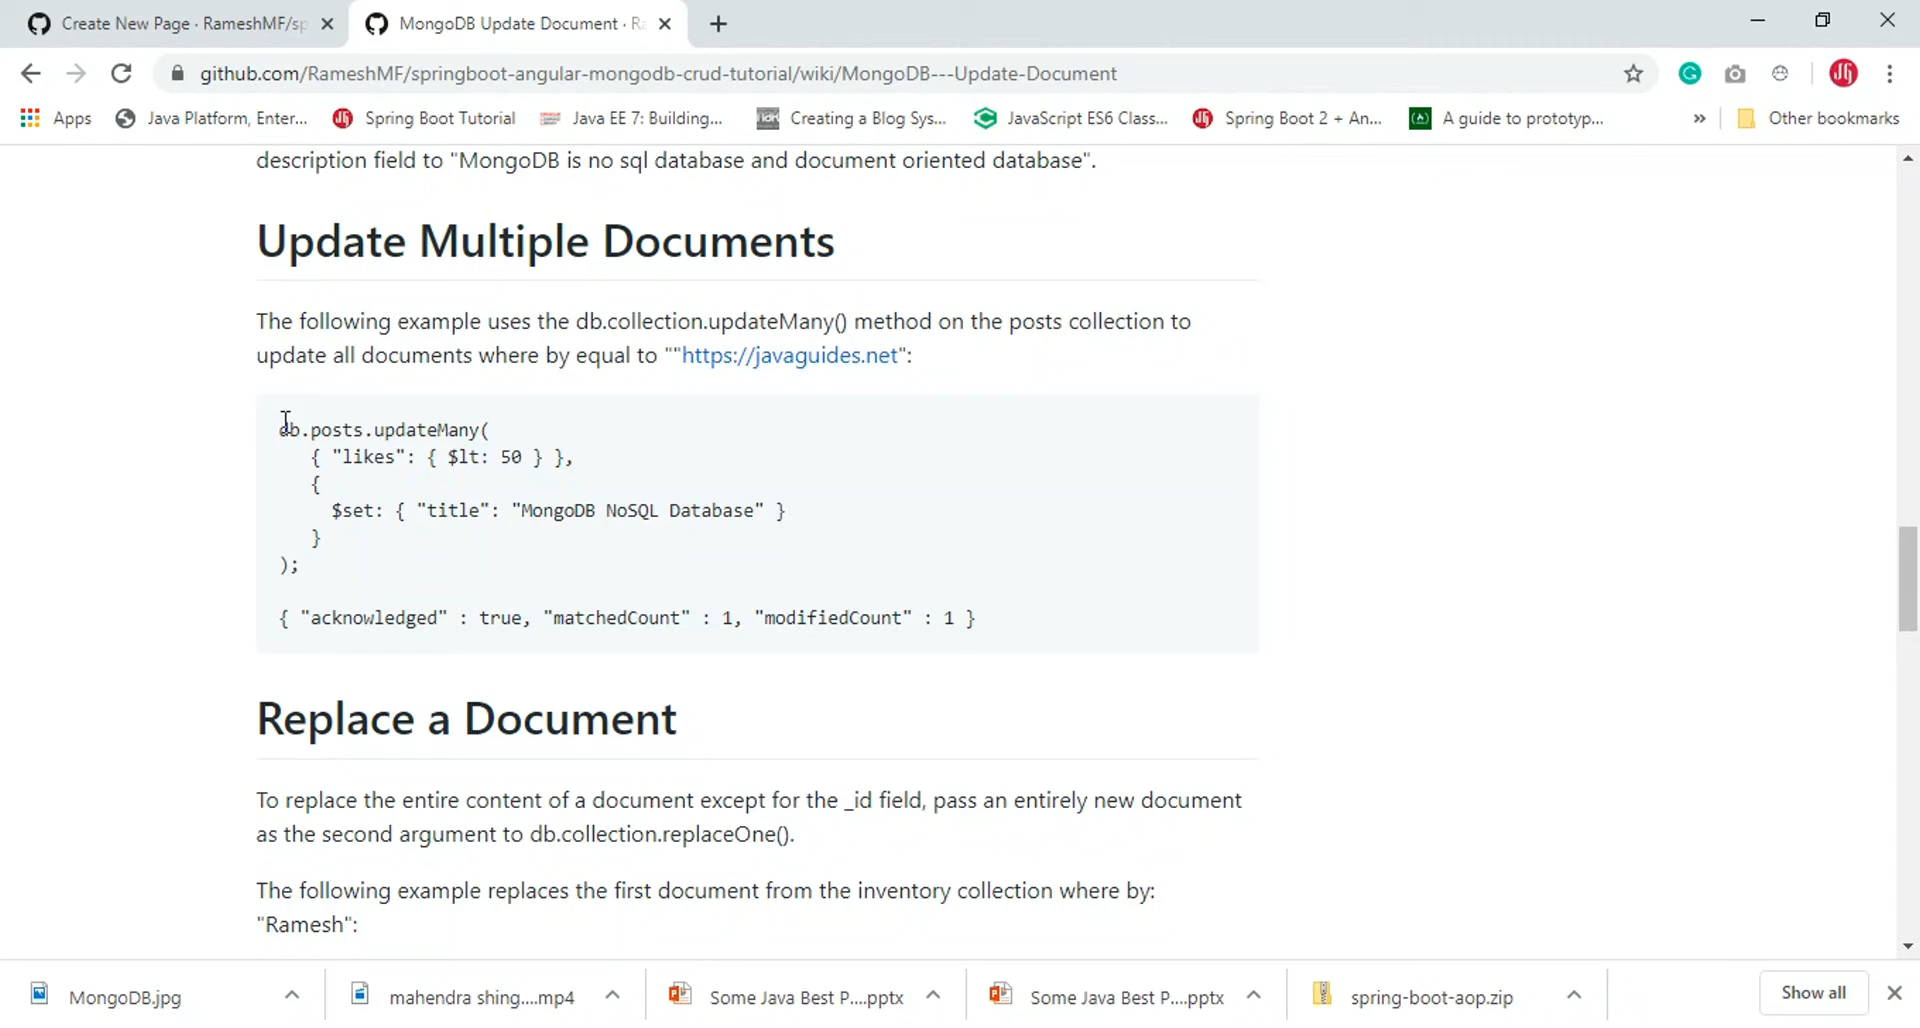 Create New Page · RameshMF/sp
MongoDB Update Document · Ra
github.com/RameshMF/springboot-angular-mongodb-crud-tutorial/wiki/MongoDB---Update-Document
Apps
Java Platform, Enter...
Spring Boot Tutorial
Java EE 7: Building...
Creating a Blog Sys...
JavaScript ES6 Class...
Spring Boot 2 + An...
A guide to prototyp...
»
Other bookmarks
description field to "MongoDB is no sql database and document oriented database".
Update Multiple Documents
The following example uses the db.collection.updateMany() method on the posts collection to
update all documents where by equal to ""https://javaguides.net":
db.posts.updateMany(
{ "likes": { $lt: 50 } },
{
$set: { "title": "MongoDB NoSQL Database" }
}
);
{ "acknowledged" : true, "matchedCount" : 1, "modifiedCount" : 1 }
Replace a Document
To replace the entire content of a document except for the _id field, pass an entirely new document
as the second argument to db.collection.replaceOne().
The following example replaces the first document from the inventory collection where by:
"Ramesh":
MongoDB.jpg
mahendra shing....mp4
Some Java Best P....pptx
Some Java Best P....pptx
spring-boot-aop.zip
Show all